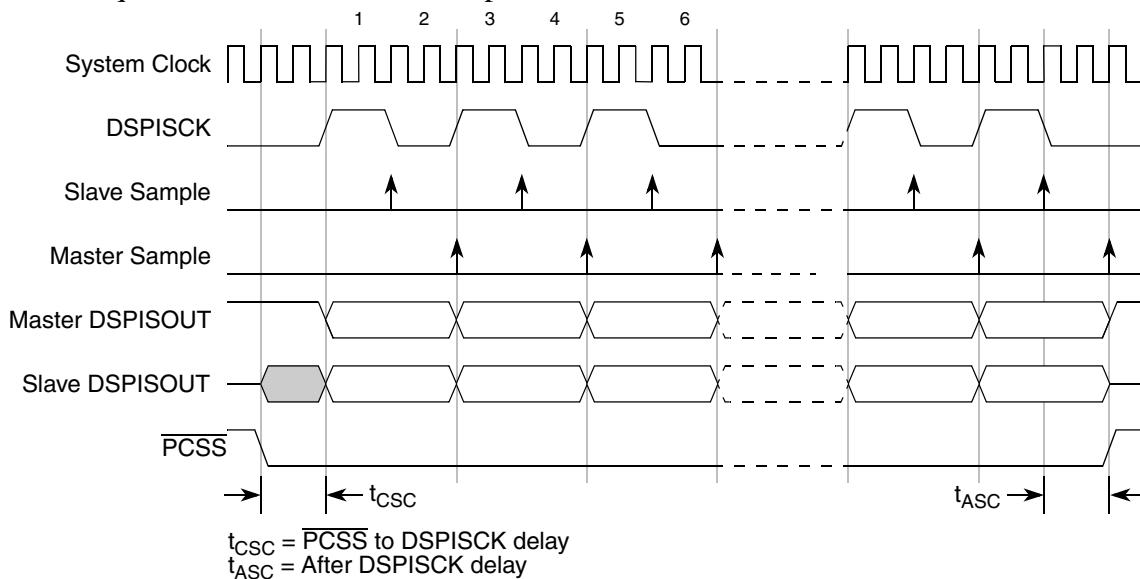 1 2 3 4 5 6
System Clock
DSPISCK
Slave Sample
Master Sample
Master DSPISOUT
Slave DSPISOUT
PCSS
tCSC tASC
tCSC = PCSS to DSPISCK delay
tASC = After DSPISCK delay